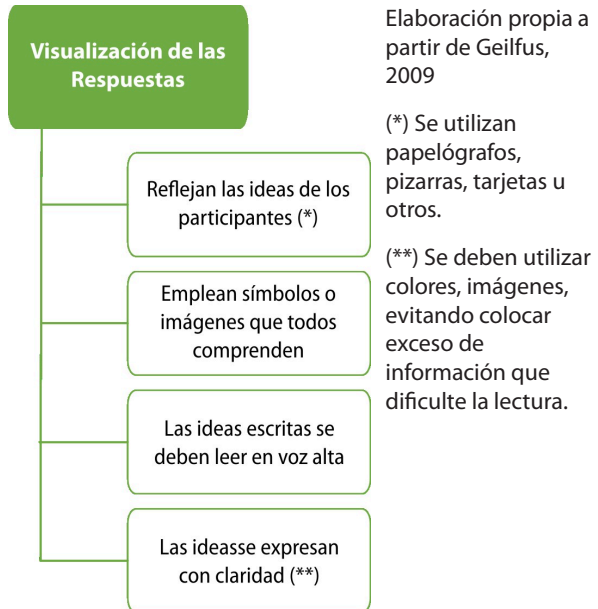 Visualización de las
Respuestas
Reflejan las ideas de los
participantes (*)
Emplean símbolos o
imágenes que todos
comprenden
Las ideas escritas se
deben leer en voz alta
Las ideasse expresan
con claridad (**)
Elaboración propia a
partir de Geilfus,
2009
(*) Se utilizan
papelógrafos,
pizarras, tarjetas u
otros.
(**) Se deben utilizar
colores, imágenes,
evitando colocar
exceso de
información que
dificulte la lectura.